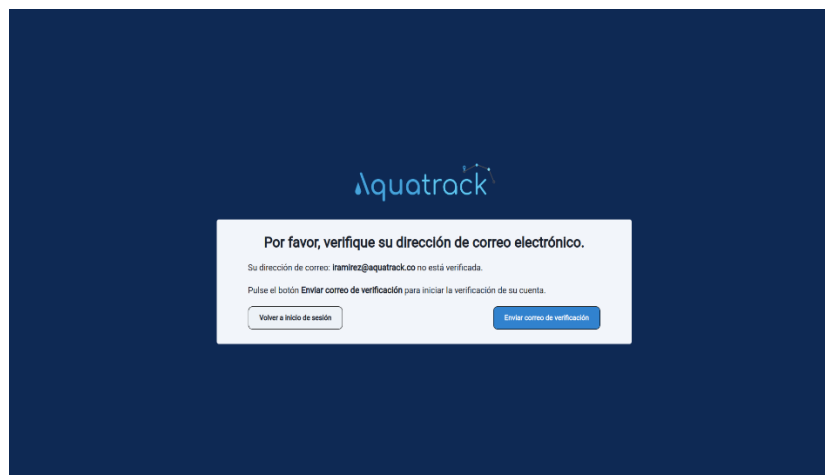 Aquatrack
Por favor, verifique su dirección de correo electrónico.
Su dirección de correo: lramirez@aquatrack.co no está verificada.
Pulse el botón Enviar correo de verificación para iniciar la verificación de su cuenta.
Volver a inicio de sesión
Enviar correo de verificación